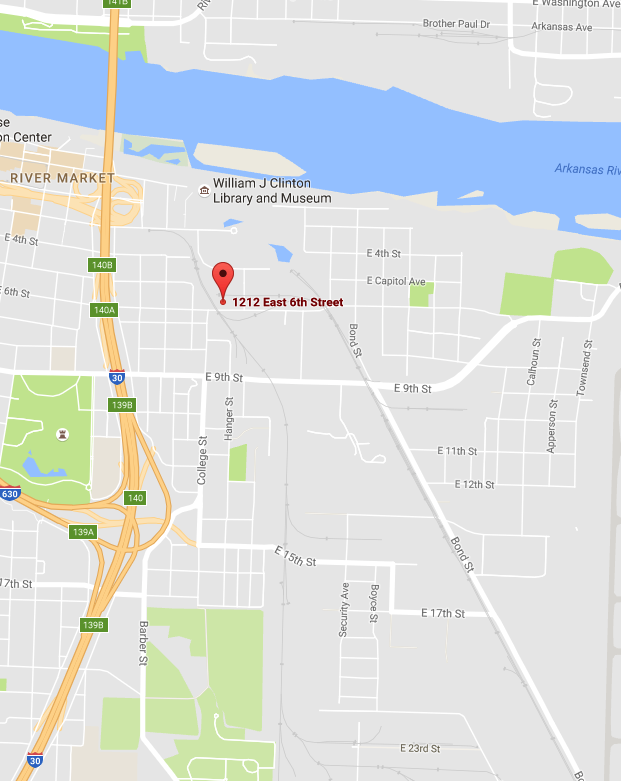 141B
Riv
E Washington Ave
Brother Paul Dr
Arkansas Ave
se
on Center
Arkansas Riv
RIVER MARKET
William J Clinton
Library and Museum
E 4th St
E 4th St
140B
E Capitol Ave
E 6th St
1212 East 6th Street
140A
Bond St
Calhoun St
Townsend St
30
E 9th St
E 9th St
139B
Hanger St
Apperson St
College St
E 11th St
E 12th St
630
140
139A
Bond St
E 15th St
17th St
Security Ave
Boyce St
E 17th St
139B
Barber St
E 23rd St
30
Bo